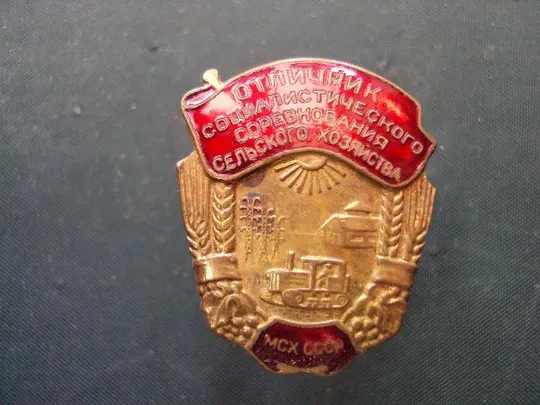 ОТЛИЧНИК
СОЦИАЛИСТИЧЕСКОГО
СОРЕВНОВАНИЯ
СЕЛЬСКОГО ХОЗЯЙСТВА
МСХ СССР